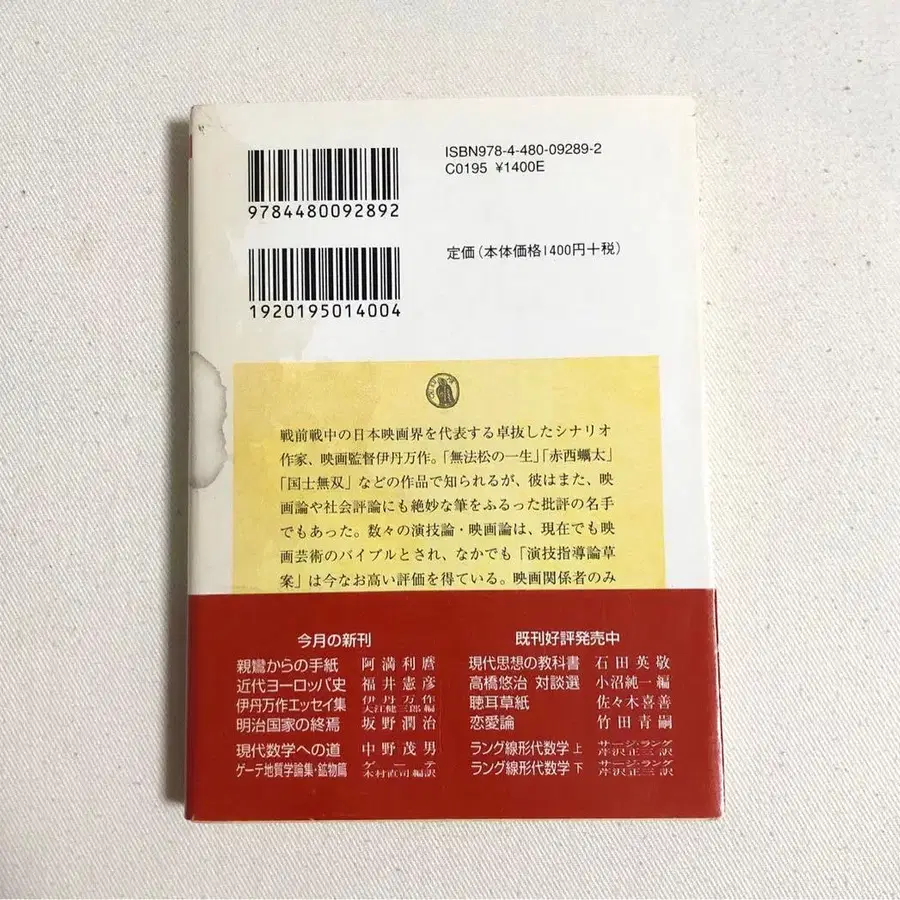 ISBN978-4-480-09289-2
C0195 ¥1400E
9784480092892
定価(本体価格1400円+税)
1920195014004
戦前戦中の日本映画界を代表する卓抜したシナリオ
作家、映画監督伊丹万作。「無法松の一生」「赤西蠣太」
「国士無双」などの作品で知られるが、彼はまた、映
画論や社会評論にも絶妙な筆をふるった批評の名手
でもあった。数々の演技論・映画論は、現在でも映
画芸術のバイブルとされ、なかでも「演技指導論草
案」は今なお高い評価を得ている。映画関係者のみ
今月の新刊
親鸞からの手紙 阿満利麿
近代ヨーロッパ史 福井憲彦
伊丹万作エッセイ集 伊丹万作 大江健三郎編
明治国家の終焉 坂野潤治
現代数学への道 中野茂男
ゲーテ地質学論集・鉱物篇 ゲーテ 木村直司編訳
既刊好評発売中
現代思想の教科書 石田英敬
高橋悠治 対談選 小沼純一編
聴耳草紙 佐々木喜善
恋愛論 竹田青嗣
ラング線形代数学 上 サージ・ラング 芹沢正三訳
ラング線形代数学 下 サージ・ラング 芹沢正三訳